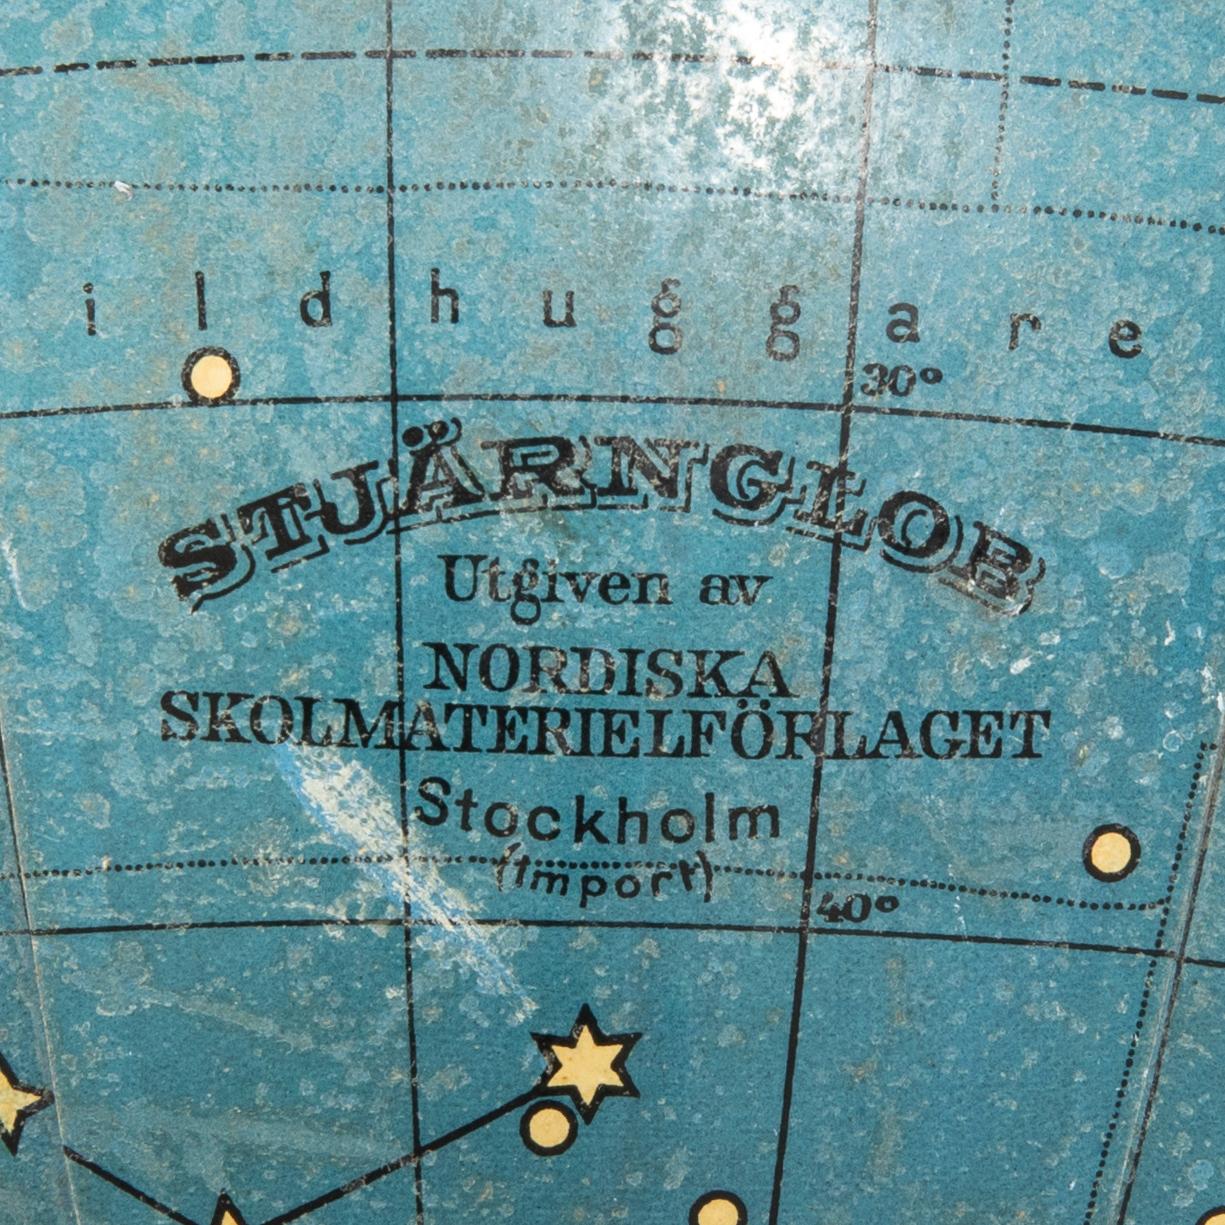 ildhuggare
30°
STJÄRNGLOB
Utgiven av
NORDISKA
SKOLMATERIELFÖRLAGET
Stockholm
(Import)
40°